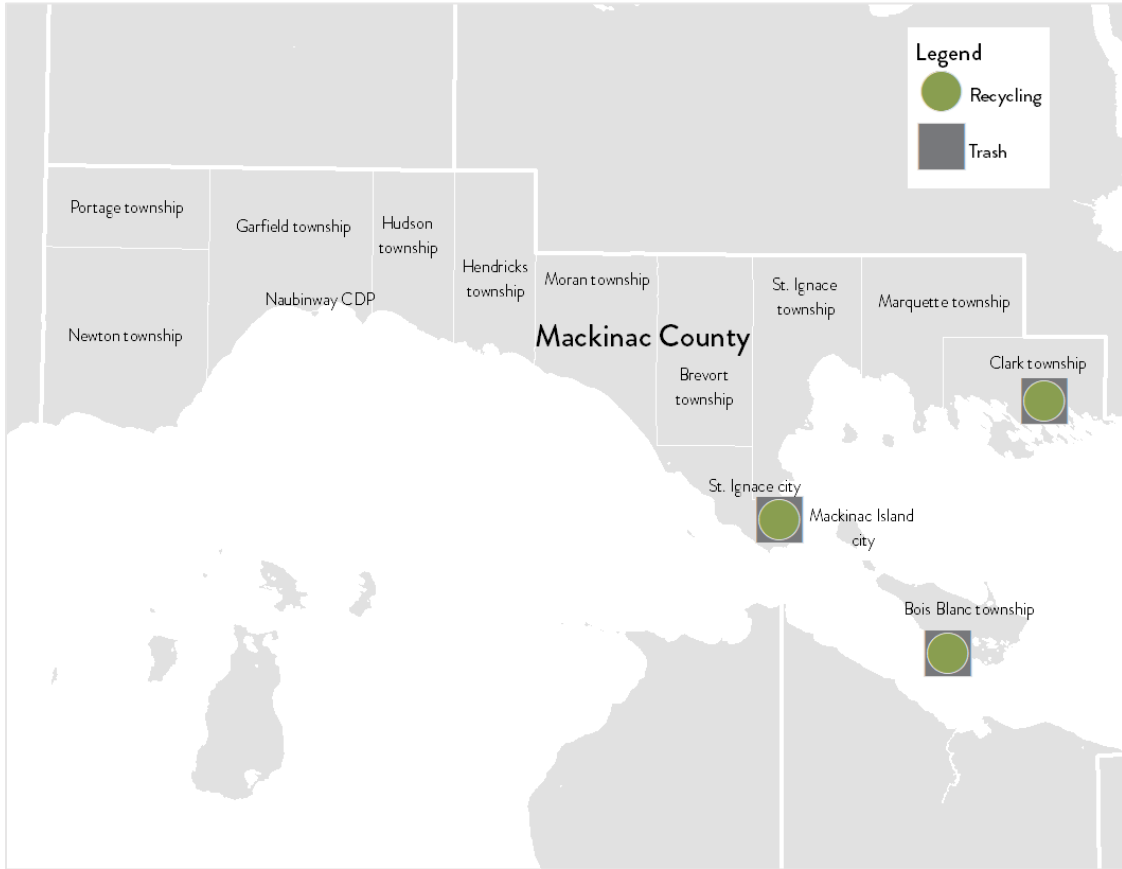 Legend
Recycling
Trash
Portage township
Garfield township
Hudson
township
Hendricks
township
Moran township
St. Ignace
township
Marquette township
Naubinway CDP
Newton township
Mackinac County
Brevort
township
Clark township
St. Ignace city
Mackinac Island
city
Bois Blanc township